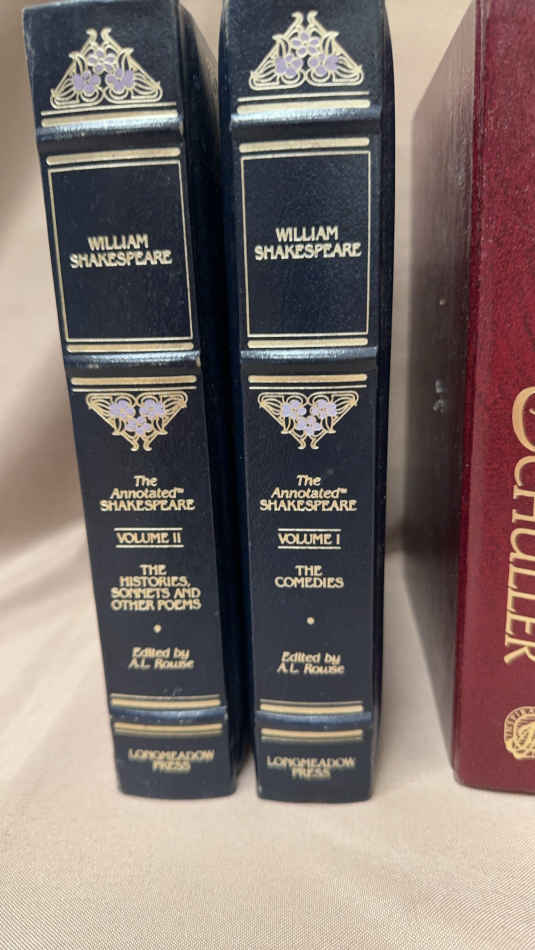 WILLIAM
SHAKESPEARE
The
Annotated™
SHAKESPEARE
VOLUME II
THE
HISTORIES,
SONNETS AND
OTHER POEMS
Edited by
A.L. Rowse
LONGMEADOW
PRESS
WILLIAM
SHAKESPEARE
The
Annotated™
SHAKESPEARE
VOLUME I
THE
COMEDIES
Edited by
A.L. Rowse
LONGMEADOW
PRESS
SCHULLER